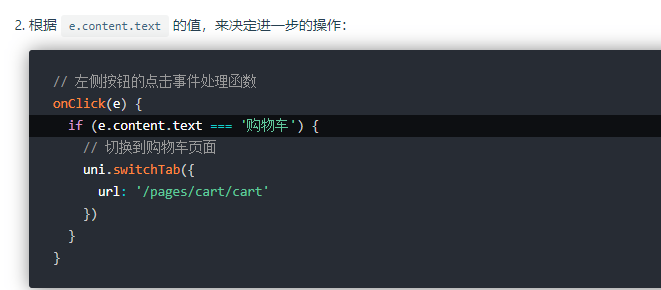 2. 根据 e.content.text 的值，来决定进一步的操作：
// 左侧按钮的点击事件处理函数
onClick(e) {
  if (e.content.text === '购物车') {
    // 切换到购物车页面
    uni.switchTab({
      url: '/pages/cart/cart'
    })
  }
}